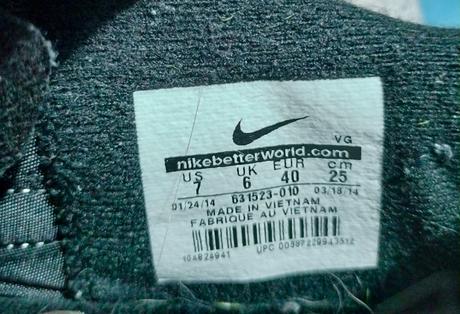 VG
nikebetterworld.com
US UK EUR cm
7 6 40 25
01/24/14 631523-010 03/18/14
MADE IN VIETNAM
FABRIQUE AU VIETNAM